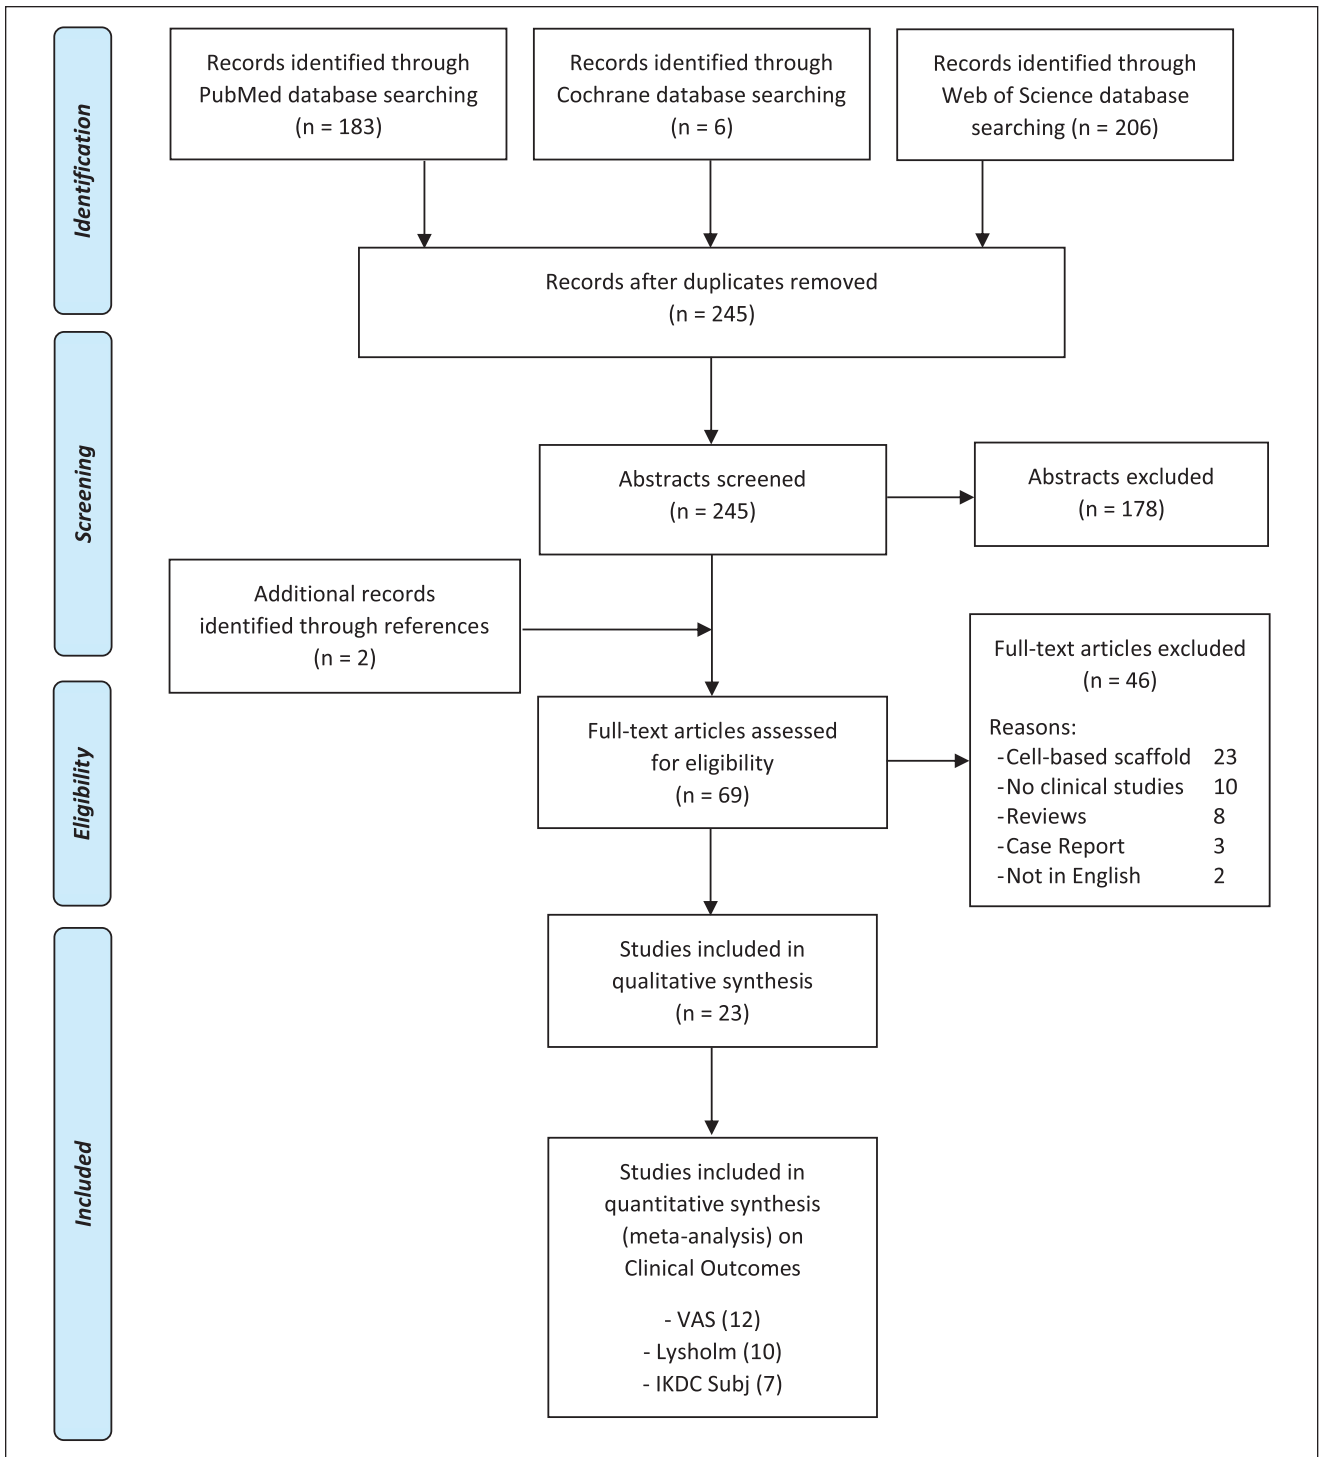 Identification
Records identified through
PubMed database searching
(n = 183)
Records identified through
Cochrane database searching
(n = 6)
Records identified through
Web of Science database
searching (n = 206)
Records after duplicates removed
(n = 245)
Screening
Abstracts screened
(n = 245)
Abstracts excluded
(n = 178)
Additional records
identified through references
(n = 2)
Eligibility
Full-text articles assessed
for eligibility
(n = 69)
Full-text articles excluded
(n = 46)
Reasons:
-Cell-based scaffold 23
-No clinical studies 10
-Reviews 8
-Case Report 3
-Not in English 2
Included
Studies included in
qualitative synthesis
(n = 23)
Studies included in
quantitative synthesis
(meta-analysis) on
Clinical Outcomes
- VAS (12)
- Lysholm (10)
- IKDC Subj (7)